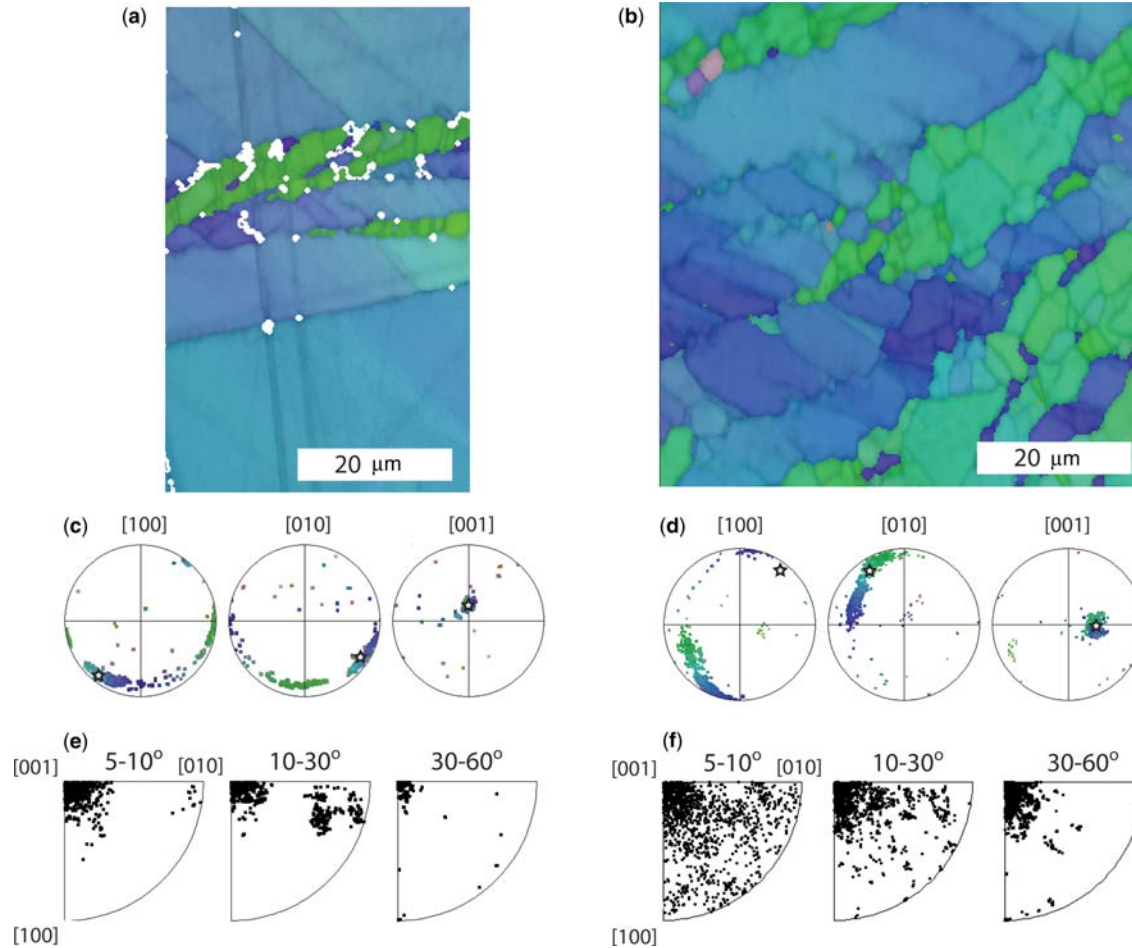 (a)
(b)
20 µm
20 µm
(c)
[100] [010] [001]
(d)
[100] [010] [001]
(e)
[001] 5-10° [010] 10-30° 30-60°
[100]
(f)
[001] 5-10° [010] 10-30° 30-60°
[100]